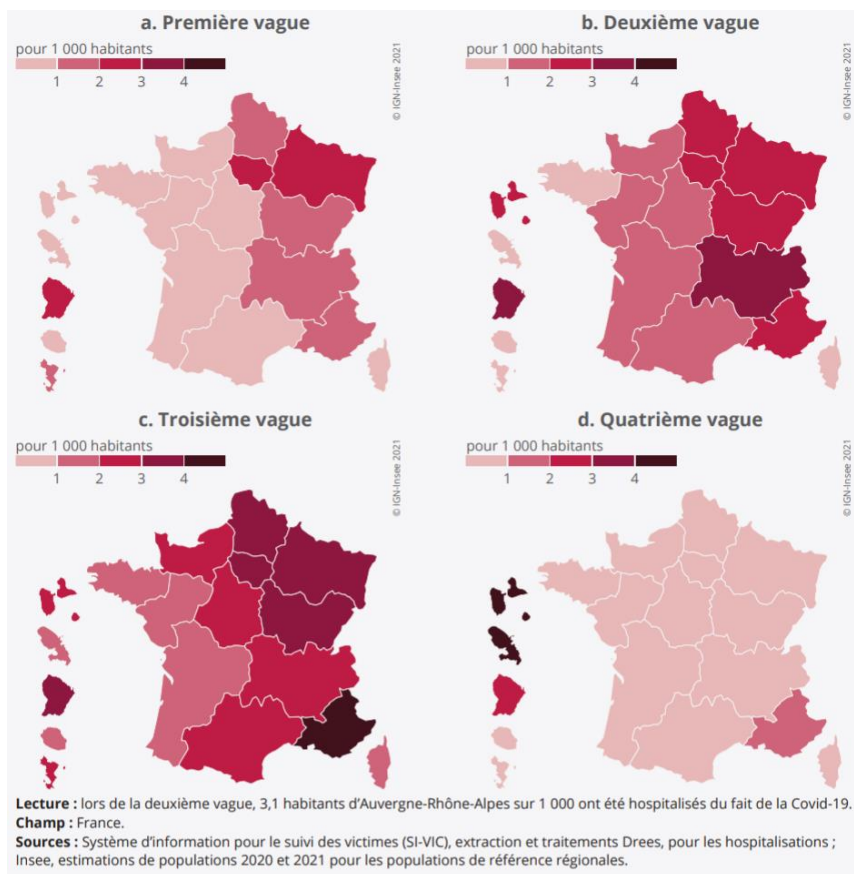 a. Première vague
pour 1 000 habitants
1 2 3 4
© IGN-Insee 2021
b. Deuxième vague
pour 1 000 habitants
1 2 3 4
© IGN-Insee 2021
c. Troisième vague
pour 1 000 habitants
1 2 3 4
© IGN-Insee 2021
d. Quatrième vague
pour 1 000 habitants
1 2 3 4
© IGN-Insee 2021
Lecture : lors de la deuxième vague, 3,1 habitants d’Auvergne-Rhône-Alpes sur 1 000 ont été hospitalisés du fait de la Covid-19.
Champ : France.
Sources : Système d’information pour le suivi des victimes (SI-VIC), extraction et traitements Drees, pour les hospitalisations ;
Insee, estimations de populations 2020 et 2021 pour les populations de référence régionales.